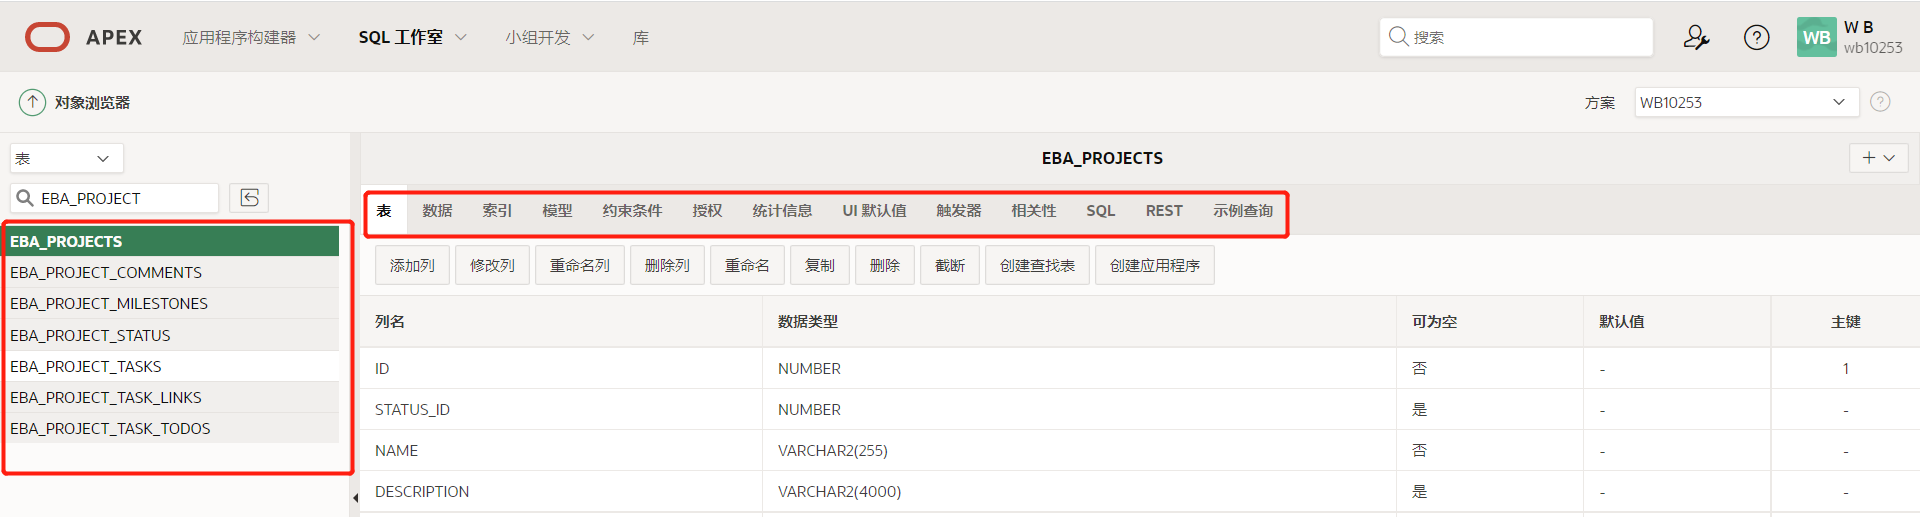 APEX 应用程序构建器 SQL 工作室 小组开发 库 搜索 WB W B
wb10253
对象浏览器 方案 WB10253 ?
表
EBA_PROJECT
EBA_PROJECTS
EBA_PROJECT_COMMENTS
EBA_PROJECT_MILESTONES
EBA_PROJECT_STATUS
EBA_PROJECT_TASKS
EBA_PROJECT_TASK_LINKS
EBA_PROJECT_TASK_TODOS
EBA_PROJECTS
表 数据 索引 模型 约束条件 授权 统计信息 UI 默认值 触发器 相关性 SQL REST 示例查询
添加列 修改列 重命名列 删除列 重命名 复制 删除 截断 创建查找表 创建应用程序
列名 数据类型 可为空 默认值 主键
ID NUMBER 否 - 1
STATUS_ID NUMBER 是 - -
NAME VARCHAR2(255) 否 - -
DESCRIPTION VARCHAR2(4000) 是 - -